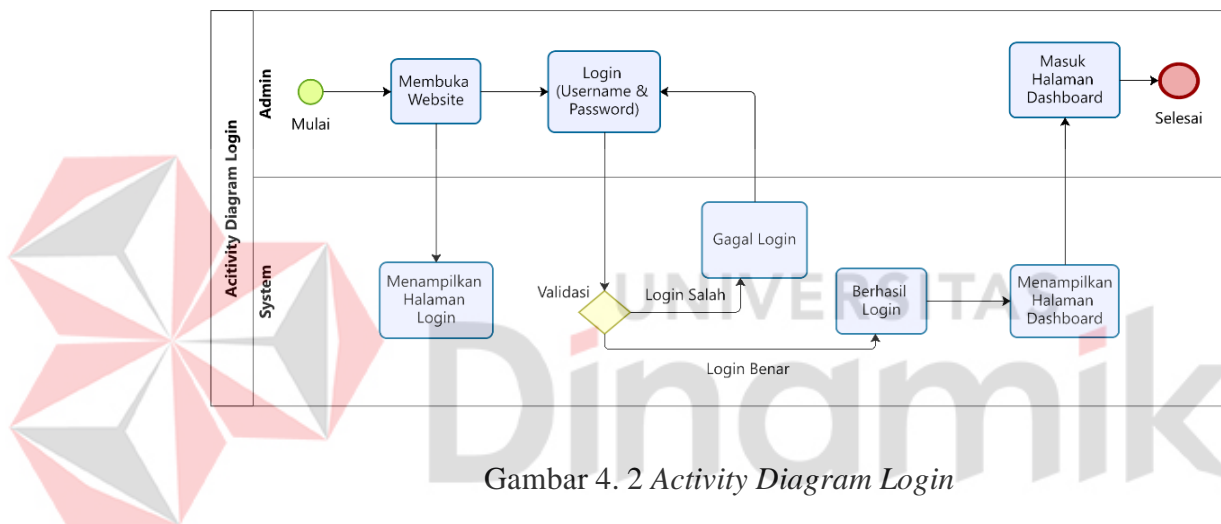 Acitivity Diagram Login
Admin
System
Mulai
Membuka
Website
Login
(Username &
Password)
Masuk
Halaman
Dashboard
Selesai
Menampilkan
Halaman
Login
Validasi
Login Salah
Gagal Login
Login Benar
Berhasil
Login
Menampilkan
Halaman
Dashboard
UNIVERSITAS
Dinamik
Gambar 4. 2 Activity Diagram Login